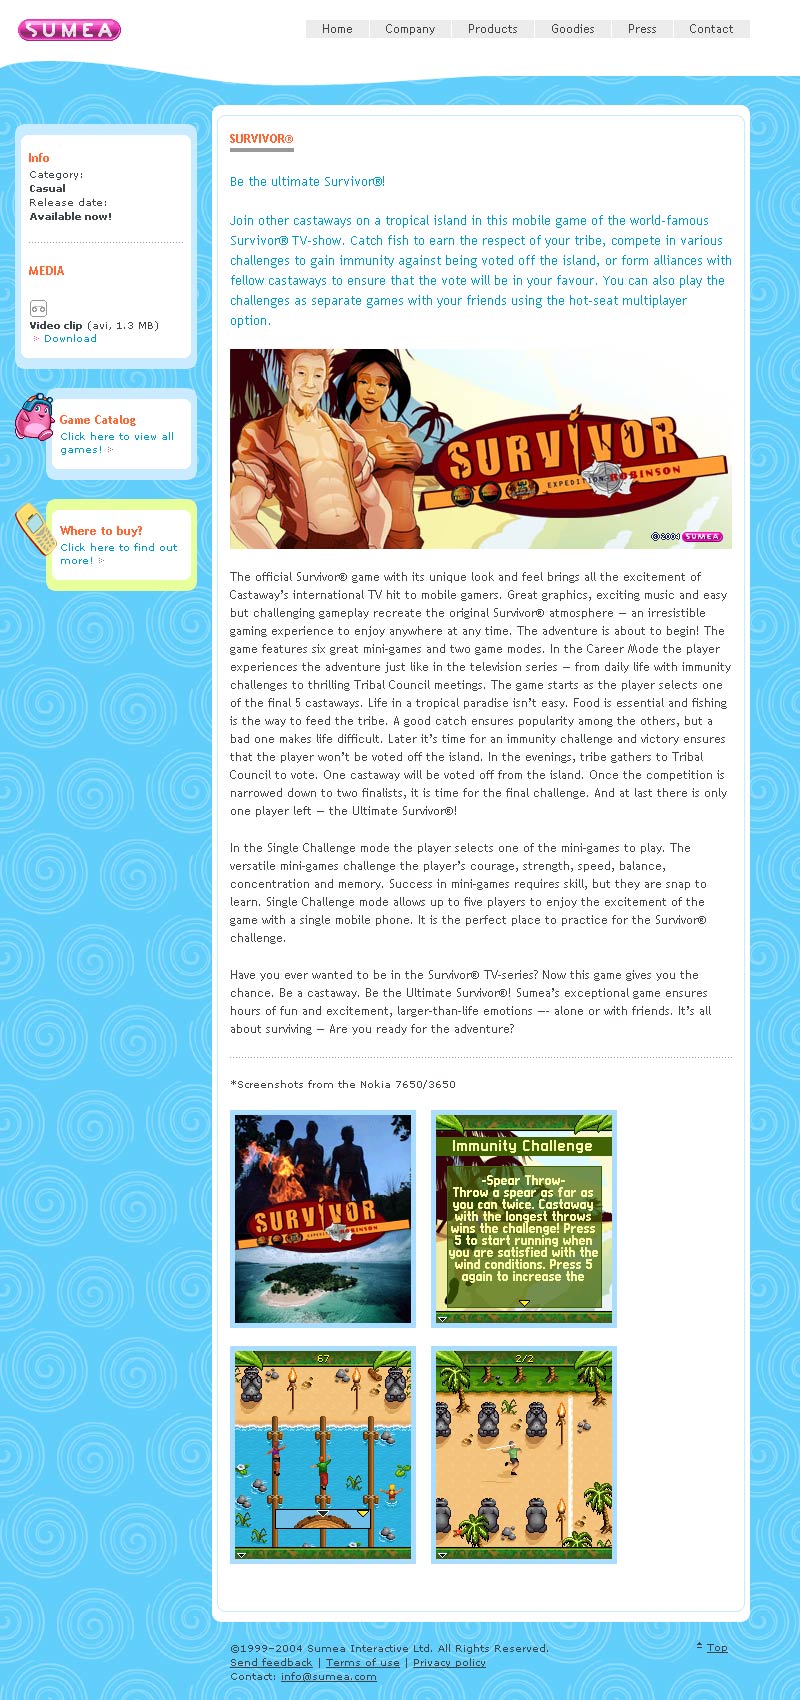 SUMEA
Home
Company
Products
Goodies
Press
Contact
Info
Category:
Casual
Release date:
Available now!
MEDIA
Video clip (avi, 1.3 MB)
Download
Game Catalog
Click here to view all
games!
Where to buy?
Click here to find out
more!
SURVIVOR®
Be the ultimate Survivor®!
Join other castaways on a tropical island in this mobile game of the world-famous
Survivor® TV-show. Catch fish to earn the respect of your tribe, compete in various
challenges to gain immunity against being voted off the island, or form alliances with
fellow castaways to ensure that the vote will be in your favour. You can also play the
challenges as separate games with your friends using the hot-seat multiplayer
option.
SURVIVOR
EXPEDITION ROBINSON
©2004 SUMEA
The official Survivor® game with its unique look and feel brings all the excitement of
Castaway's international TV hit to mobile gamers. Great graphics, exciting music and easy
but challenging gameplay recreate the original Survivor® atmosphere – an irresistible
gaming experience to enjoy anywhere at any time. The adventure is about to begin! The
game features six great mini-games and two game modes. In the Career Mode the player
experiences the adventure just like in the television series – from daily life with immunity
challenges to thrilling Tribal Council meetings. The game starts as the player selects one
of the final 5 castaways. Life in a tropical paradise isn't easy. Food is essential and fishing
is the way to feed the tribe. A good catch ensures popularity among the others, but a
bad one makes life difficult. Later it's time for an immunity challenge and victory ensures
that the player won't be voted off the island. In the evenings, tribe gathers to Tribal
Council to vote. One castaway will be voted off from the island. Once the competition is
narrowed down to two finalists, it is time for the final challenge. And at last there is only
one player left – the Ultimate Survivor®!
In the Single Challenge mode the player selects one of the mini-games to play. The
versatile mini-games challenge the player's courage, strength, speed, balance,
concentration and memory. Success in mini-games requires skill, but they are snap to
learn. Single Challenge mode allows up to five players to enjoy the excitement of the
game with a single mobile phone. It is the perfect place to practice for the Survivor®
challenge.
Have you ever wanted to be in the Survivor® TV-series? Now this game gives you the
chance. Be a castaway. Be the Ultimate Survivor®! Sumea's exceptional game ensures
hours of fun and excitement, larger-than-life emotions –- alone or with friends. It's all
about surviving – Are you ready for the adventure?
*Screenshots from the Nokia 7650/3650
SURVIVOR
EXPEDITION ROBINSON
Immunity Challenge
-Spear Throw-
Throw a spear as far as
you can twice. Castaway
with the longest throws
wins the challenge! Press
5 to start running when
you are satisfied with the
wind conditions. Press 5
again to increase the
67
2/2
©1999-2004 Sumea Interactive Ltd. All Rights Reserved.
Top
Send feedback | Terms of use | Privacy policy
Contact: info@sumea.com